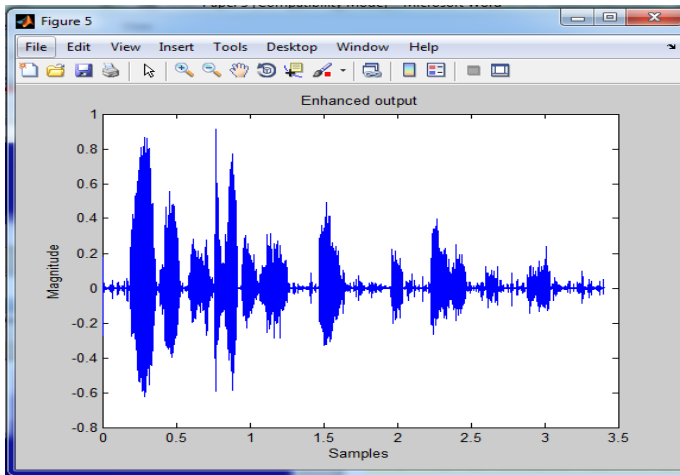 Figure 5
File Edit View Insert Tools Desktop Window Help
Enhanced output
1
0.8
0.6
0.4
0.2
0
-0.2
-0.4
-0.6
-0.8
Magnitude
0 0.5 1 1.5 2 2.5 3 3.5
Samples